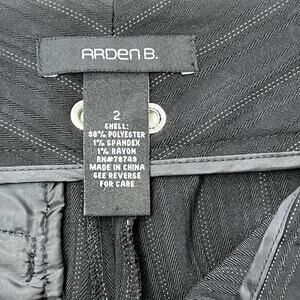 ARDEN B.
2
SHELL:
98% POLYESTER
1% SPANDEX
1% RAYON
RN#78749
MADE IN CHINA
SEE REVERSE
FOR CARE